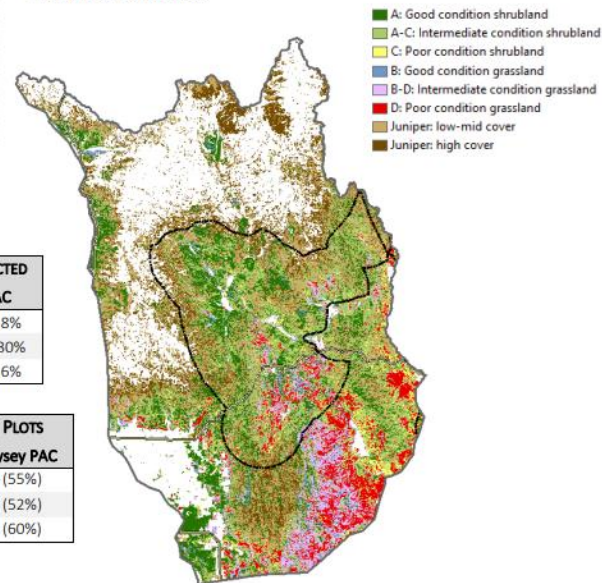 A: Good condition shrubland
A-C: Intermediate condition shrubland
C: Poor condition shrubland
B: Good condition grassland
B-D: Intermediate condition grassland
D: Poor condition grassland
Juniper: low-mid cover
Juniper: high cover
CTED
AC
8%
30%
6%
PLOTS
sey PAC
(55%)
(52%)
(60%)